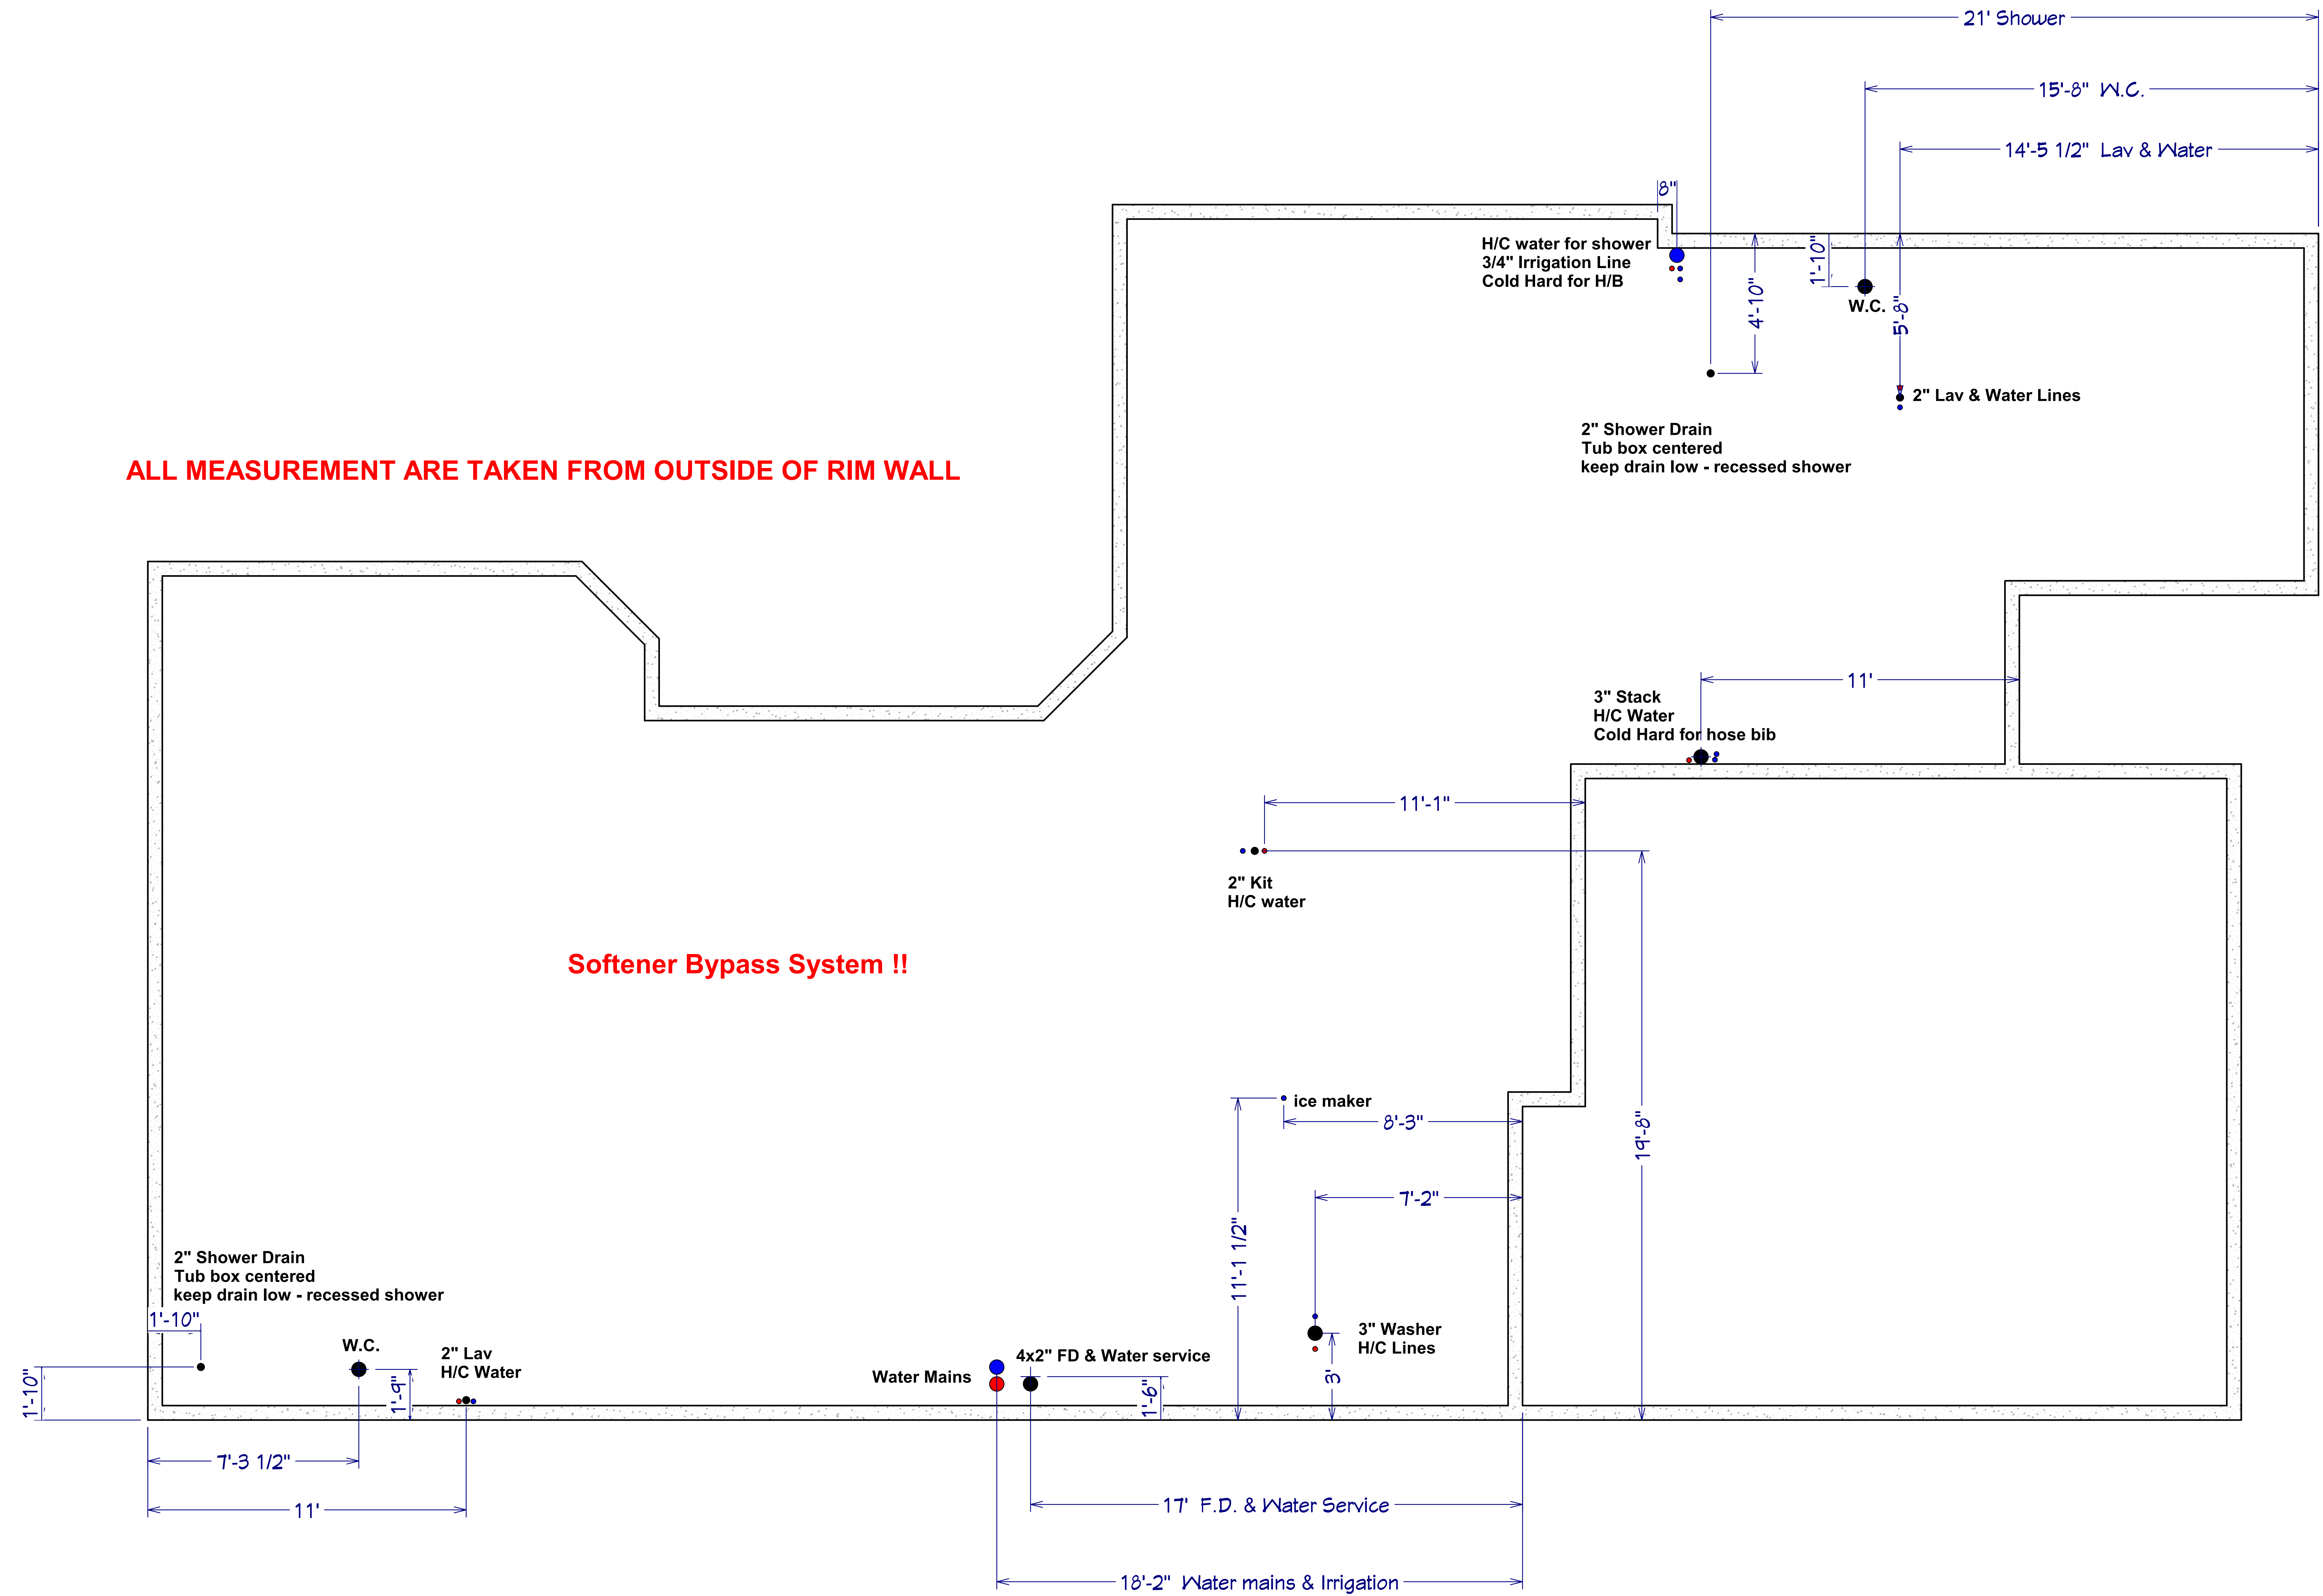 21' Shower
15'-8" W.C.
14'-5 1/2" Lav & Water
8"
H/C water for shower
3/4" Irrigation Line
Cold Hard for H/B
4'-10"
1'-10"
W.C.
5'-8"
2" Lav & Water Lines
2" Shower Drain
Tub box centered
keep drain low - recessed shower
ALL MEASUREMENT ARE TAKEN FROM OUTSIDE OF RIM WALL
11'
3" Stack
H/C Water
Cold Hard for hose bib
11'-1"
2" Kit
H/C water
Softener Bypass System !!
ice maker
8'-3"
19'-8"
7'-2"
11'-1 1/2"
2" Shower Drain
Tub box centered
keep drain low - recessed shower
1'-10"
1'-10"
W.C.
1'-9"
2" Lav
H/C Water
Water Mains
4x2" FD & Water service
1'-6"
3" Washer
H/C Lines
3'
7'-3 1/2"
11'
17' F.D. & Water Service
18'-2" Water mains & Irrigation